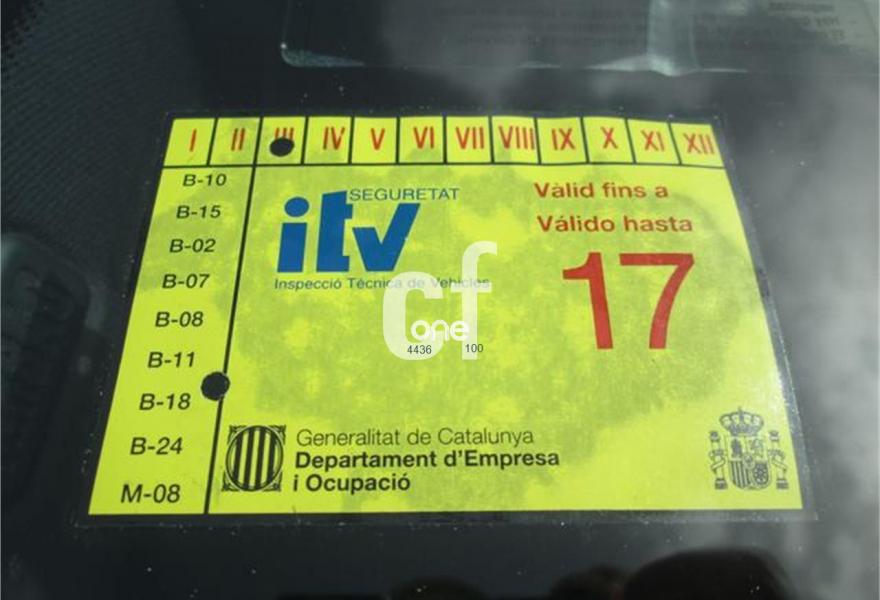 I II III IV V VI VII VIII IX X XI XII
B-10
B-15
B-02
B-07
B-08
B-11
B-18
B-24
M-08
itv SEGURETAT
Inspecció Tècnica de Vehicles
Vàlid fins a
Válido hasta
17
cf
one
4436 100
Generalitat de Catalunya
Departament d'Empresa
i Ocupació